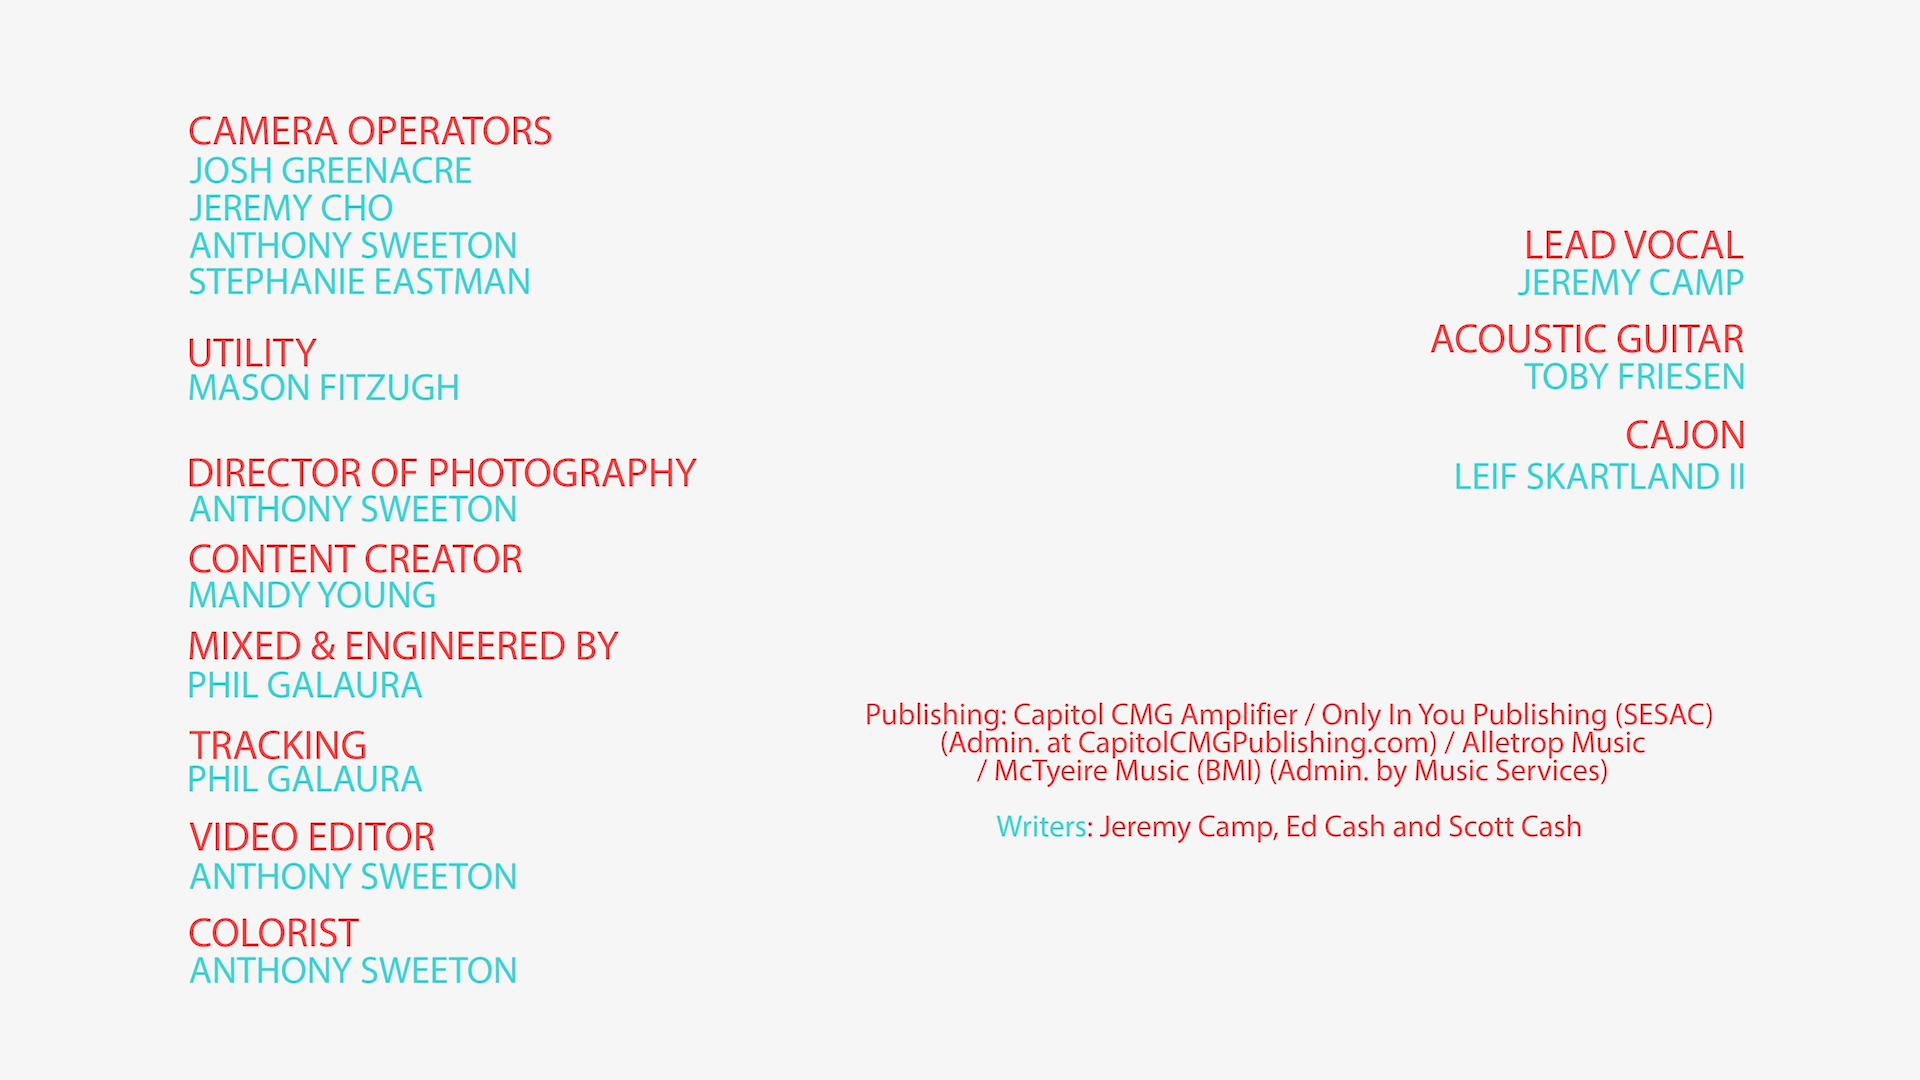 CAMERA OPERATORS
JOSH GREENACRE
JEREMY CHO
ANTHONY SWEETON
STEPHANIE EASTMAN
UTILITY
MASON FITZUGH
DIRECTOR OF PHOTOGRAPHY
ANTHONY SWEETON
CONTENT CREATOR
MANDY YOUNG
MIXED & ENGINEERED BY
PHIL GALAURA
TRACKING
PHIL GALAURA
VIDEO EDITOR
ANTHONY SWEETON
COLORIST
ANTHONY SWEETON
LEAD VOCAL
JEREMY CAMP
ACOUSTIC GUITAR
TOBY FRIESEN
CAJON
LEIF SKARTLAND II
Publishing: Capitol CMG Amplifier / Only In You Publishing (SESAC)
(Admin. at CapitolCMGPublishing.com) / Alletrop Music
/ McTyeire Music (BMI) (Admin. by Music Services)
Writers: Jeremy Camp, Ed Cash and Scott Cash